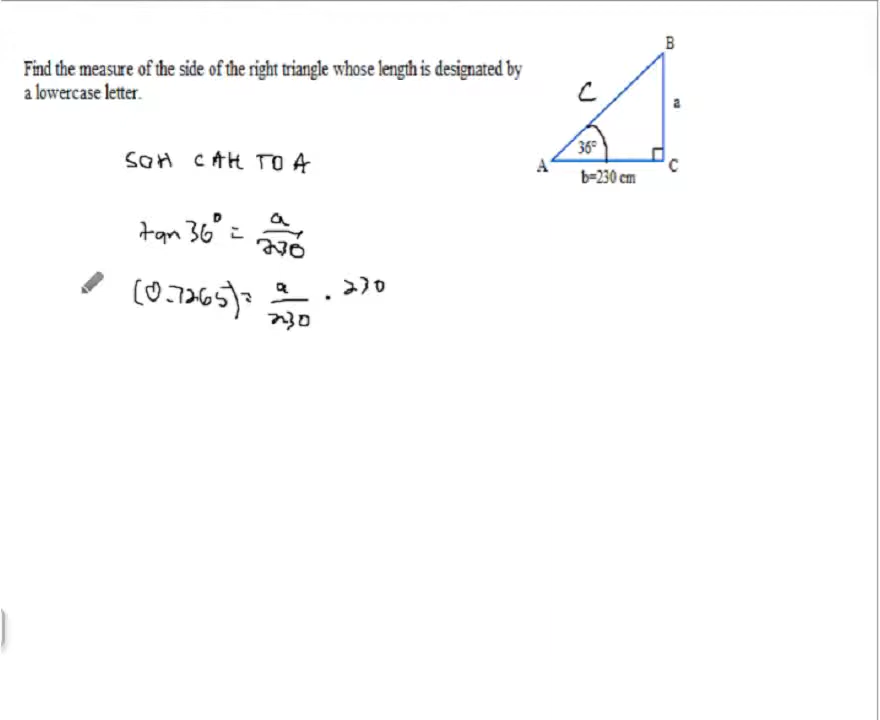 Find the measure of the side of the right triangle whose length is designated by
a lowercase letter.
B
C
a
36°
A
C
b=230 cm
SOH CAH TOA
tan 36° = a/230
(0.7265) = a/230 . 230